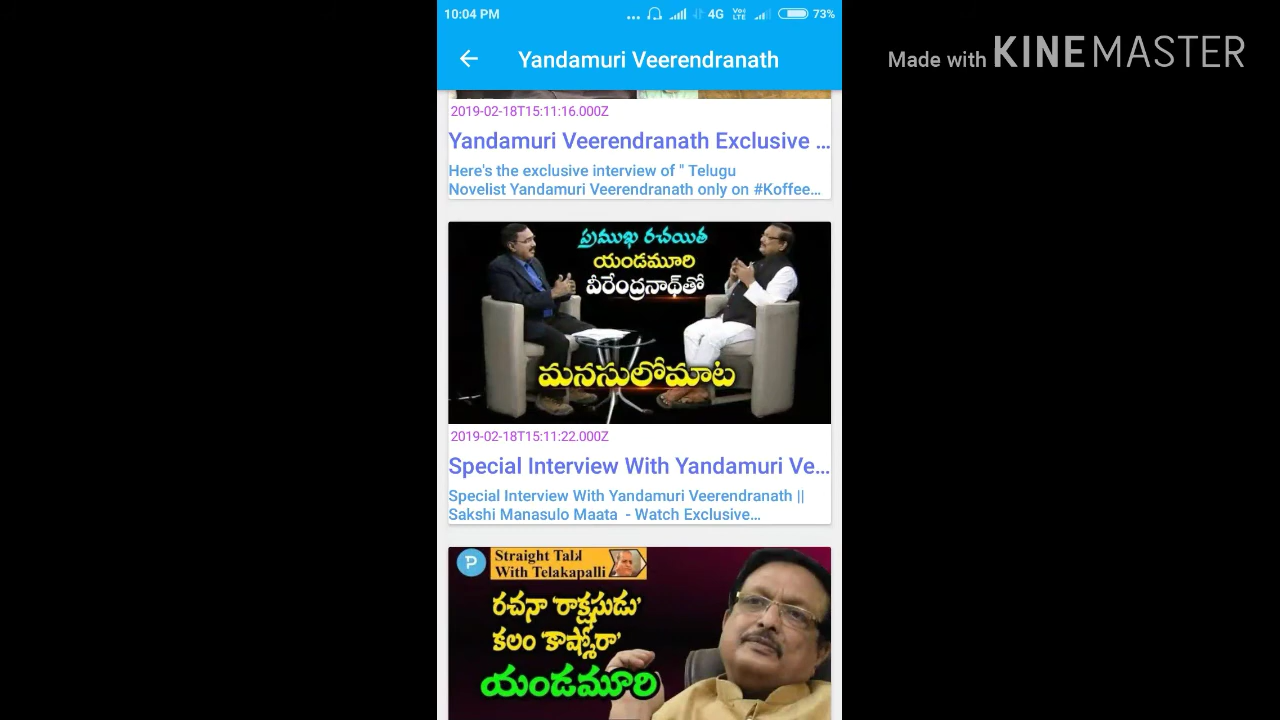 10:04 PM
... 4G Vo LTE 73%
Yandamuri Veerendranath
Made with KINEMASTER
2019-02-18T15:11:16.000Z
Yandamuri Veerendranath Exclusive ...
Here's the exclusive interview of " Telugu
Novelist Yandamuri Veerendranath only on #Koffee...
ప్రముఖ రచయిత
యండమూరి
వీరేంద్రనాథ్‌తో
మనసులోమాట
2019-02-18T15:11:22.000Z
Special Interview With Yandamuri Ve...
Special Interview With Yandamuri Veerendranath ||
Sakshi Manasulo Maata - Watch Exclusive...
P
Straight Talk
With Telakapalli
రచనా 'రాక్షసుడు'
కలం 'కాష్మోరా'
యండమూరి